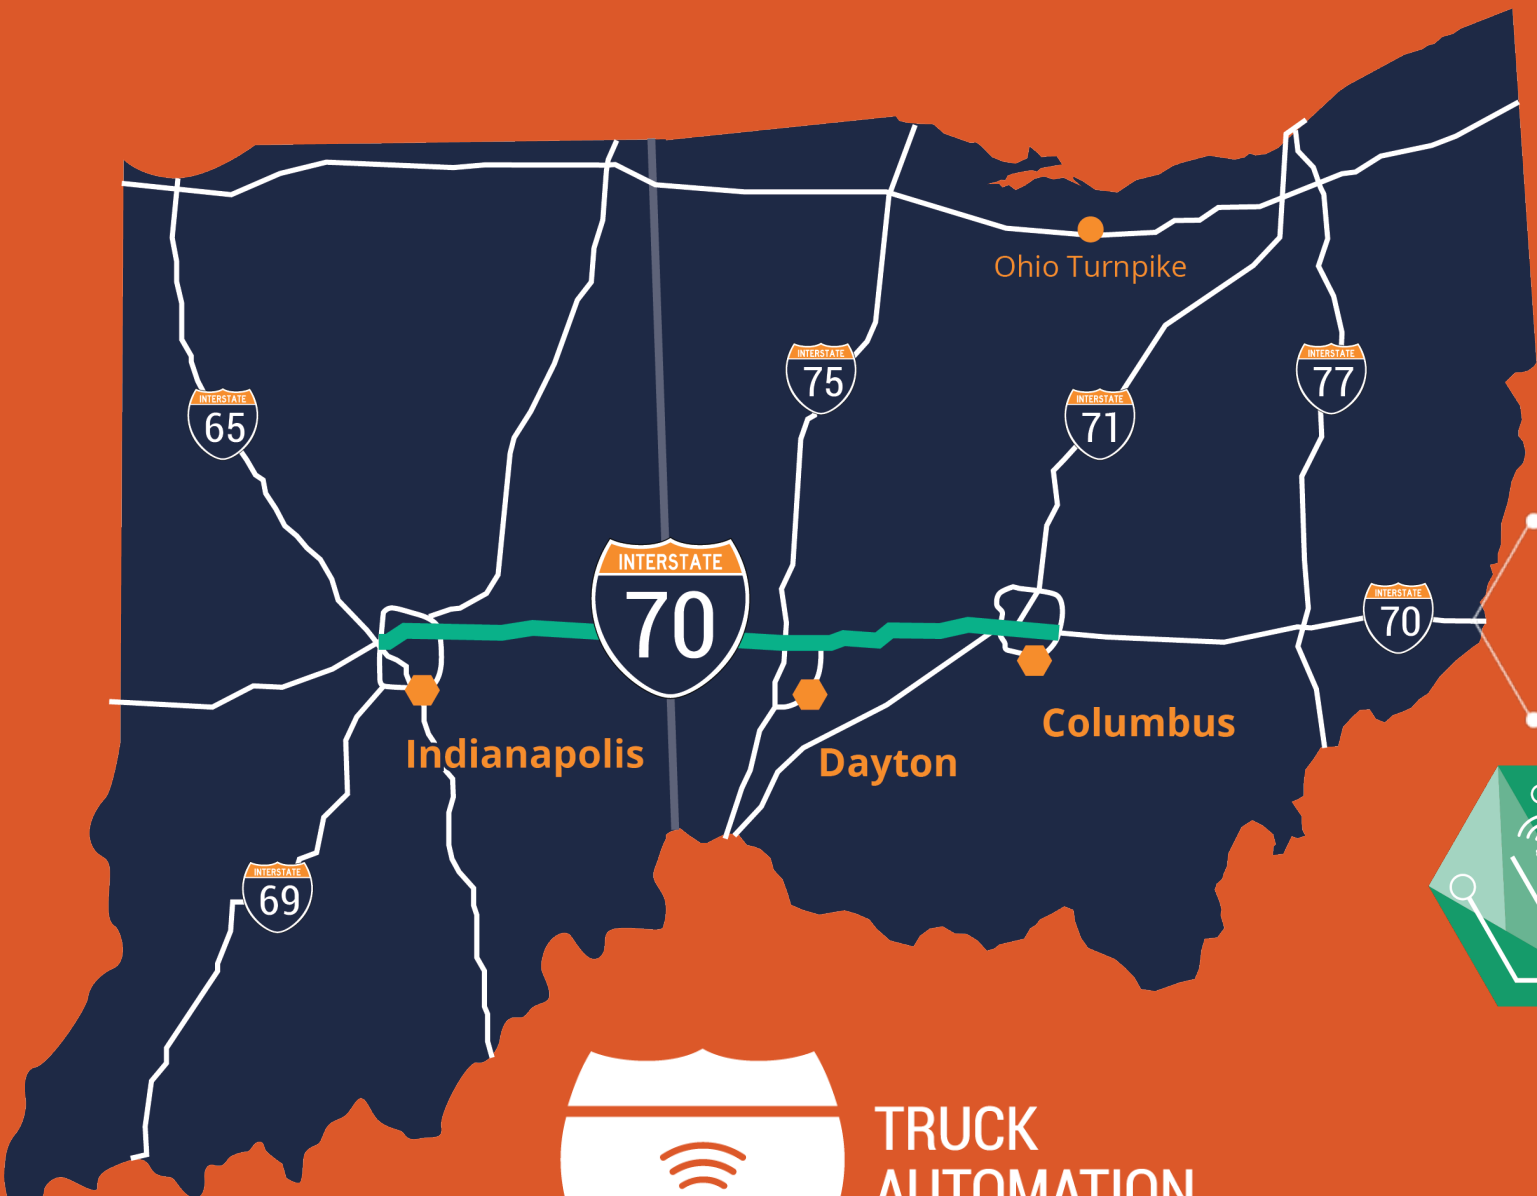 Ohio Turnpike
INTERSTATE
75
INTERSTATE
77
INTERSTATE
65
INTERSTATE
71
INTERSTATE
70
INTERSTATE
70
Indianapolis
Dayton
Columbus
INTERSTATE
69
TRUCK
AUTOMATION